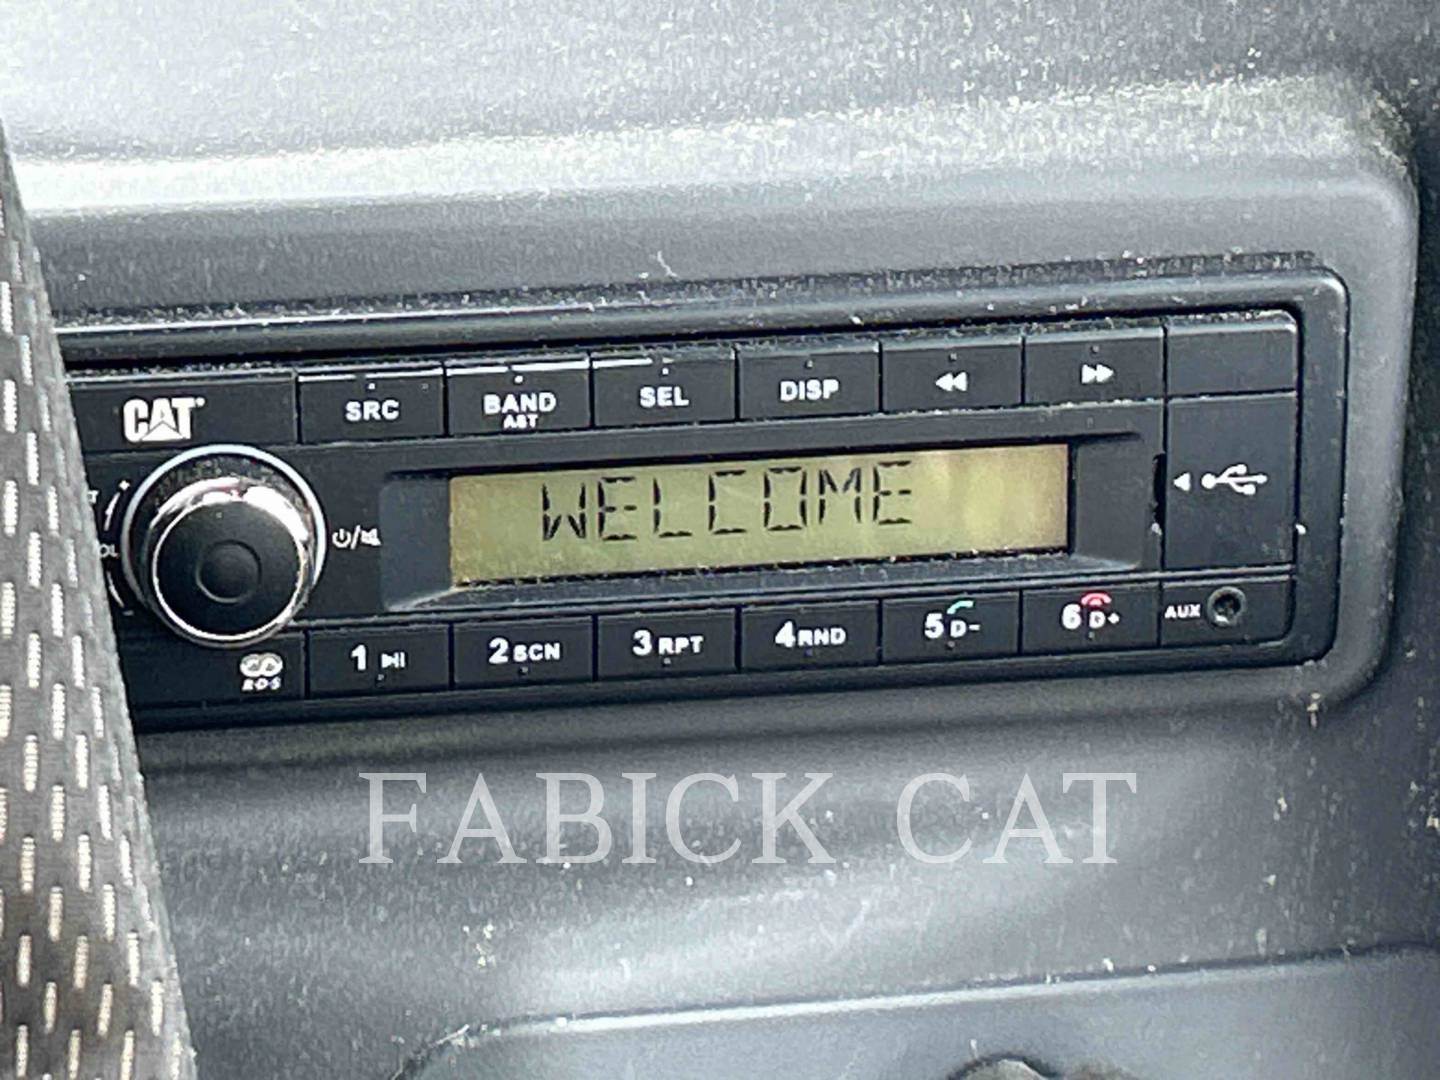 CAT
SRC
BAND
AST
SEL
DISP
WELCOME
R·D·S
1
2 SCN
3 RPT
4 RND
5 D-
6 D+
AUX
FABICK CAT